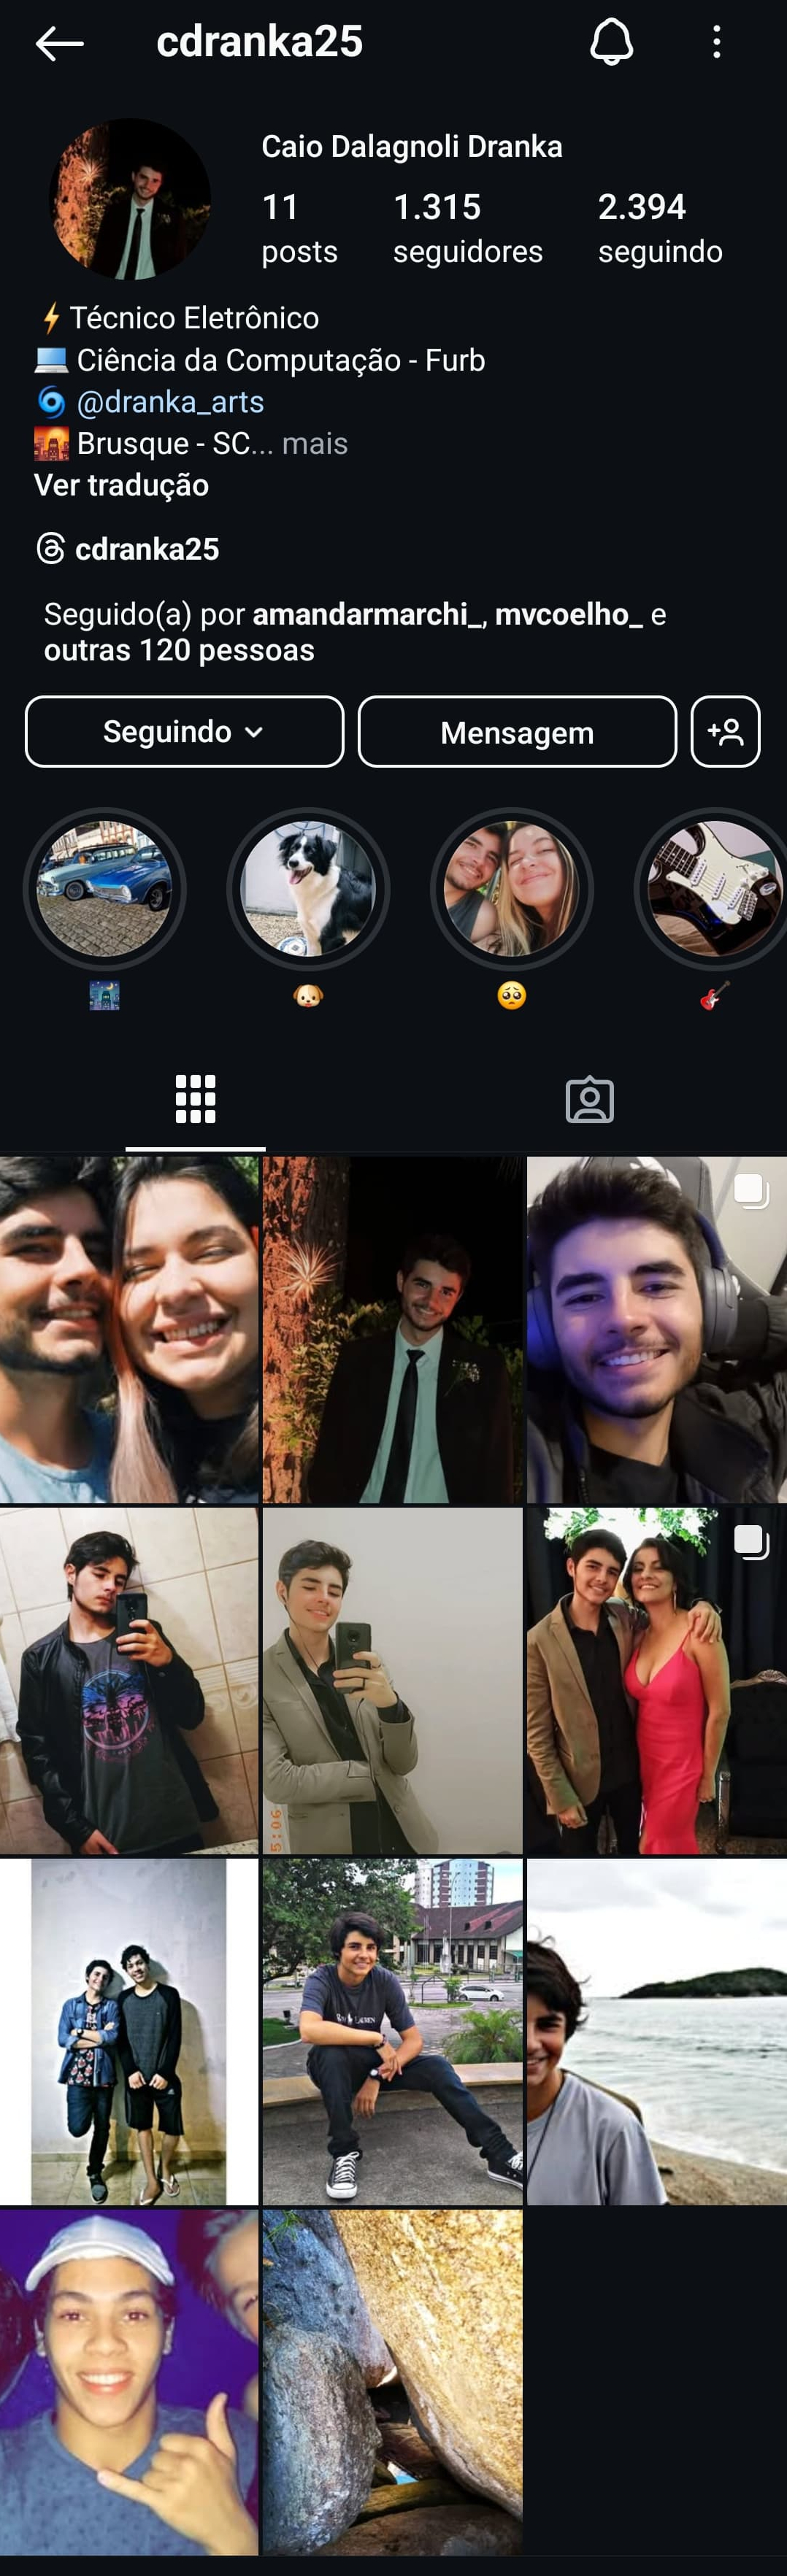 cdranka25
Caio Dalagnoli Dranka
11 1.315 2.394
posts seguidores seguindo
⚡Técnico Eletrônico
💻 Ciência da Computação - Furb
🌀 @dranka_arts
🌇 Brusque - SC... mais
Ver tradução
cdranka25
Seguido(a) por amandarmarchi_, mvcoelho_ e
outras 120 pessoas
Seguindo Mensagem
5:06